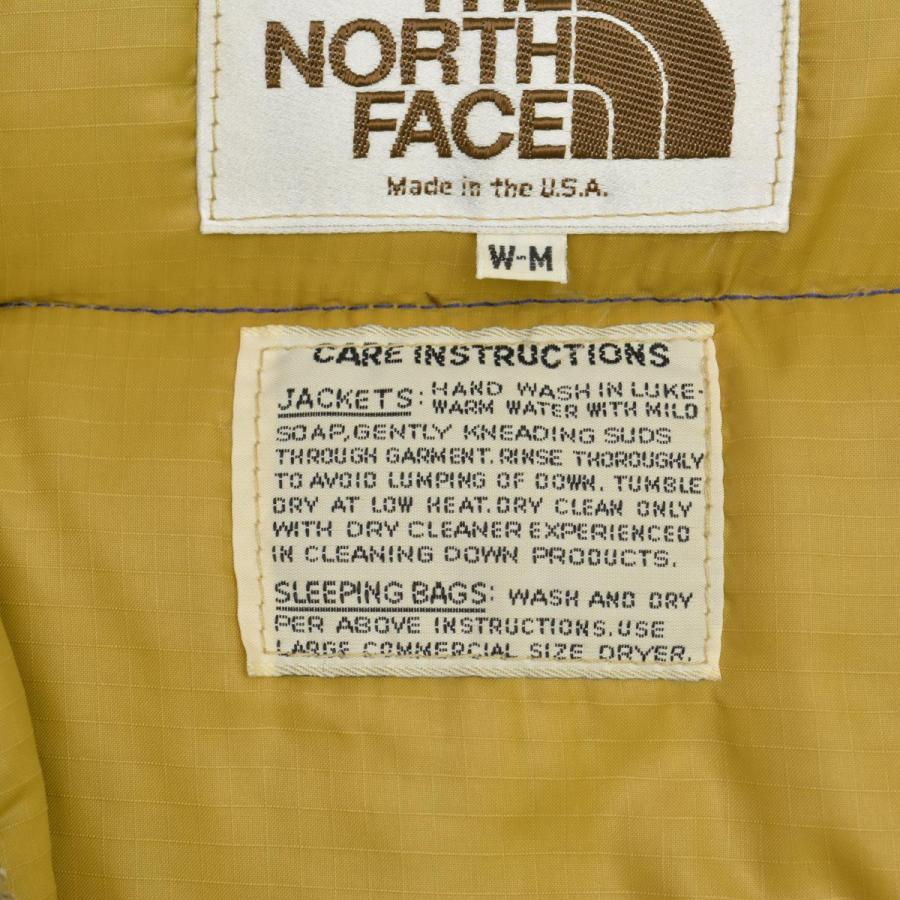 THE
NORTH
FACE
Made in the U.S.A.
W-M
CARE INSTRUCTIONS
JACKETS: HAND WASH IN LUKE-
WARM WATER WITH MILD
SOAP, GENTLY KNEADING SUDS
THROUGH GARMENT. RINSE THOROUGHLY
TO AVOID LUMPING OF DOWN. TUMBLE
DRY AT LOW HEAT. DRY CLEAN ONLY
WITH DRY CLEANER EXPERIENCED
IN CLEANING DOWN PRODUCTS.
SLEEPING BAGS: WASH AND DRY
PER ABOVE INSTRUCTIONS. USE
LARGE COMMERCIAL SIZE DRYER.